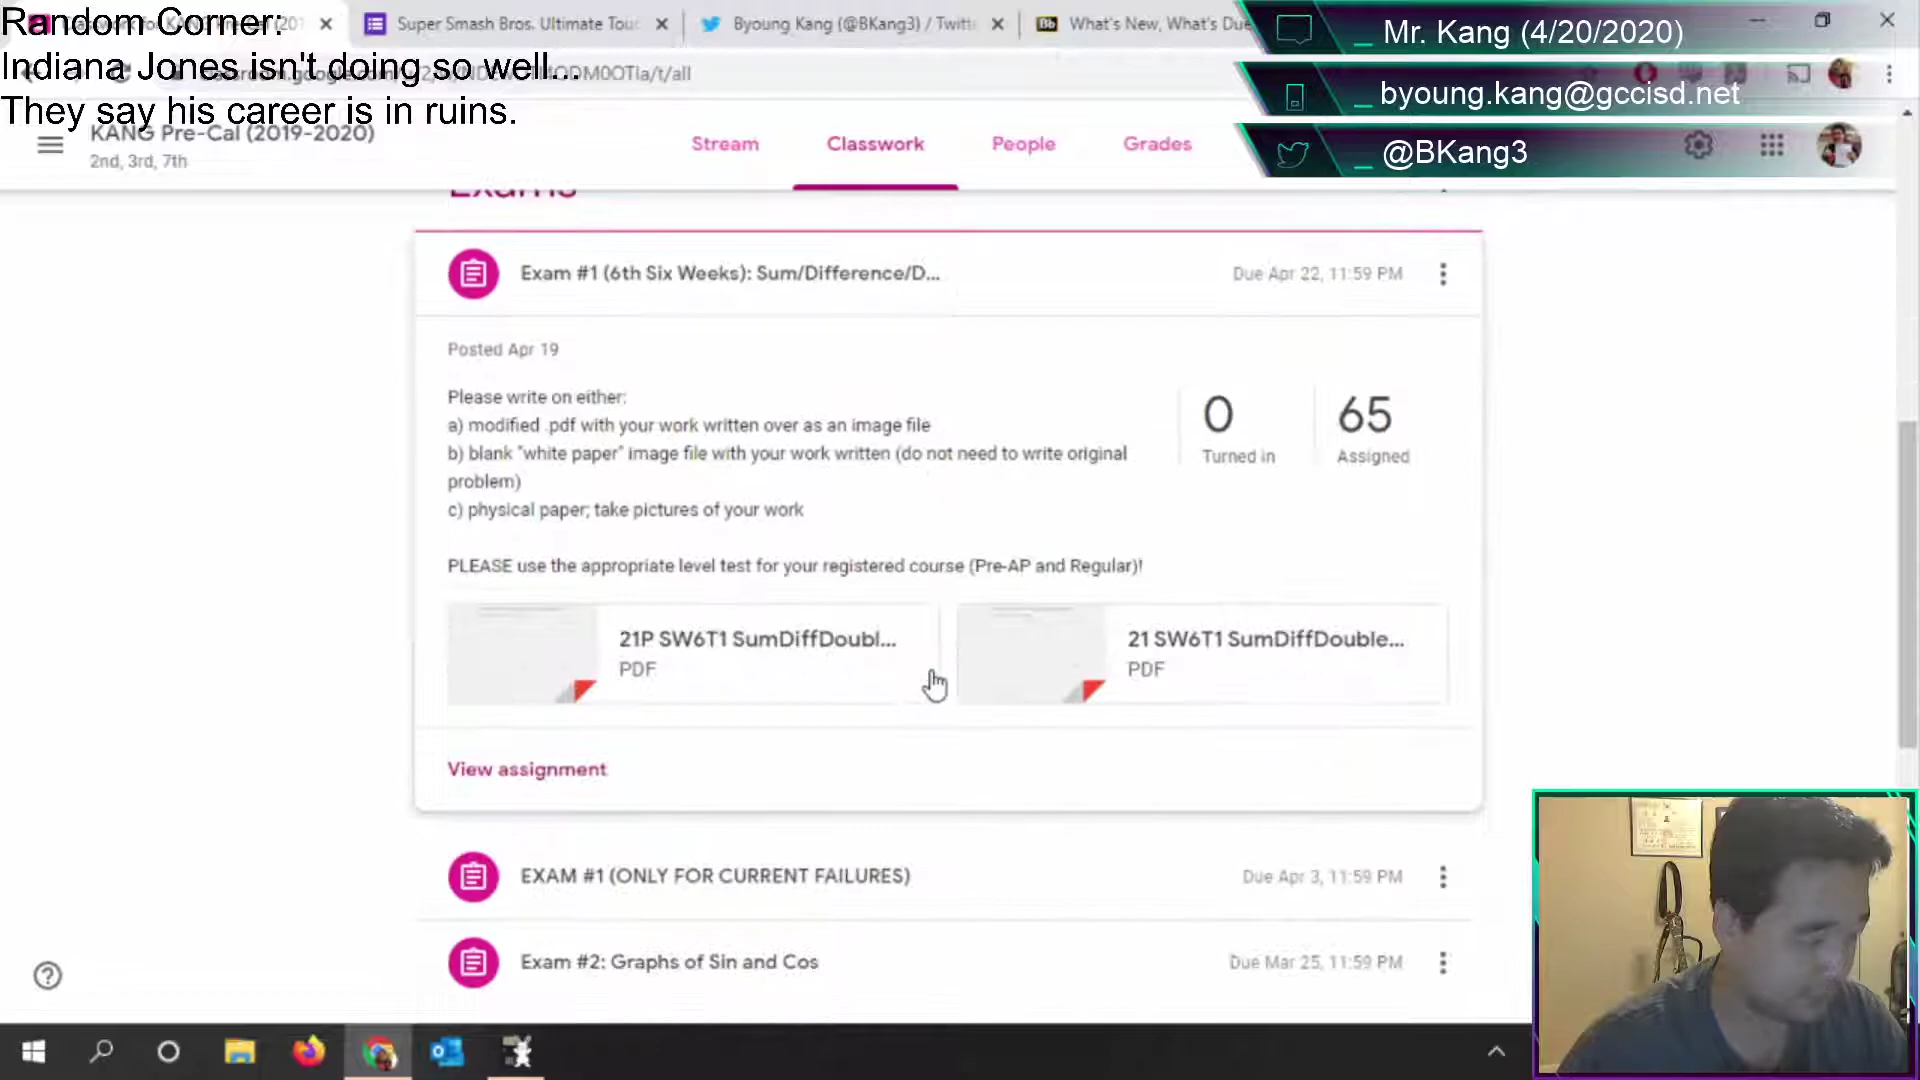 Random Corner:
Indiana Jones isn't doing so well...
They say his career is in ruins.
Super Smash Bros. Ultimate Tou
Byoung Kang (@BKang3) / Twitt
What's New, What's Due
Mr. Kang (4/20/2020)
byoung.kang@gccisd.net
@BKang3
KANG Pre-Cal (2019-2020)
2nd, 3rd, 7th
Stream
Classwork
People
Grades
Exams
Exam #1 (6th Six Weeks): Sum/Difference/D...
Due Apr 22, 11:59 PM
Posted Apr 19
Please write on either:
a) modified .pdf with your work written over as an image file
b) blank "white paper" image file with your work written (do not need to write original
problem)
c) physical paper; take pictures of your work
0
Turned in
65
Assigned
PLEASE use the appropriate level test for your registered course (Pre-AP and Regular)!
21P SW6T1 SumDiffDoubl...
PDF
21 SW6T1 SumDiffDouble...
PDF
View assignment
EXAM #1 (ONLY FOR CURRENT FAILURES)
Due Apr 3, 11:59 PM
Exam #2: Graphs of Sin and Cos
Due Mar 25, 11:59 PM